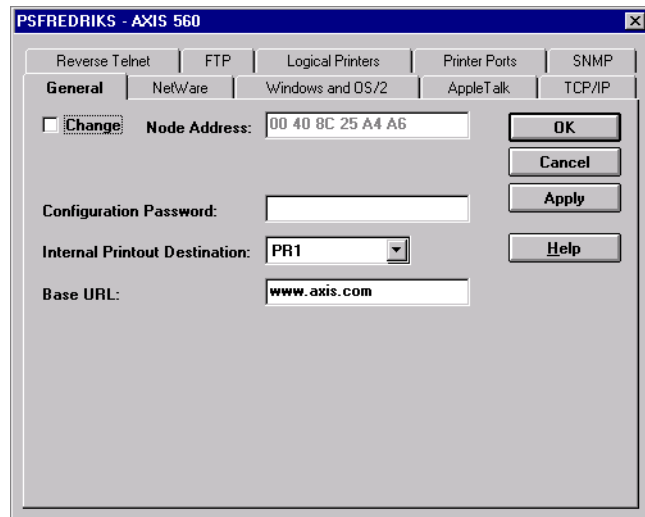 PSFREDRIKS - AXIS 560
Reverse Telnet FTP Logical Printers Printer Ports SNMP
General NetWare Windows and OS/2 AppleTalk TCP/IP
Change Node Address: 00 40 8C 25 A4 A6 OK
Cancel
Configuration Password: Apply
Internal Printout Destination: PR1 Help
Base URL: www.axis.com